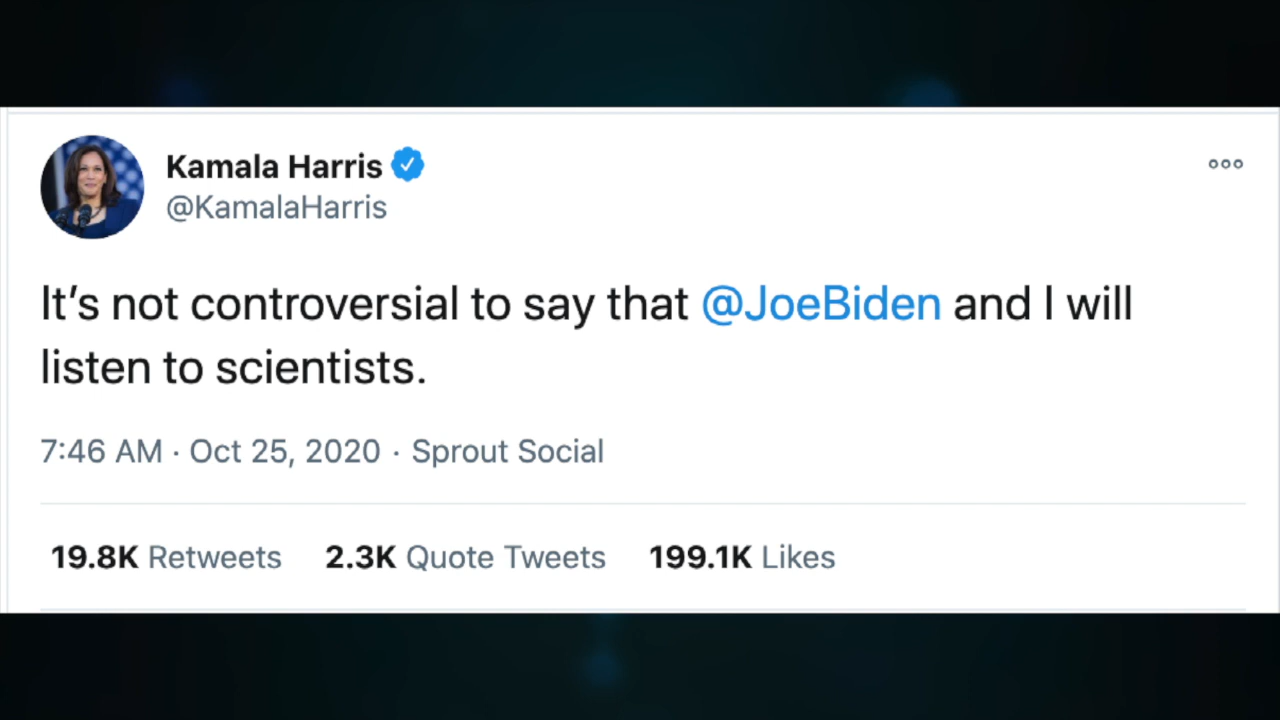 Kamala Harris
@KamalaHarris
It's not controversial to say that @JoeBiden and I will
listen to scientists.
7:46 AM · Oct 25, 2020 · Sprout Social
19.8K Retweets 2.3K Quote Tweets 199.1K Likes